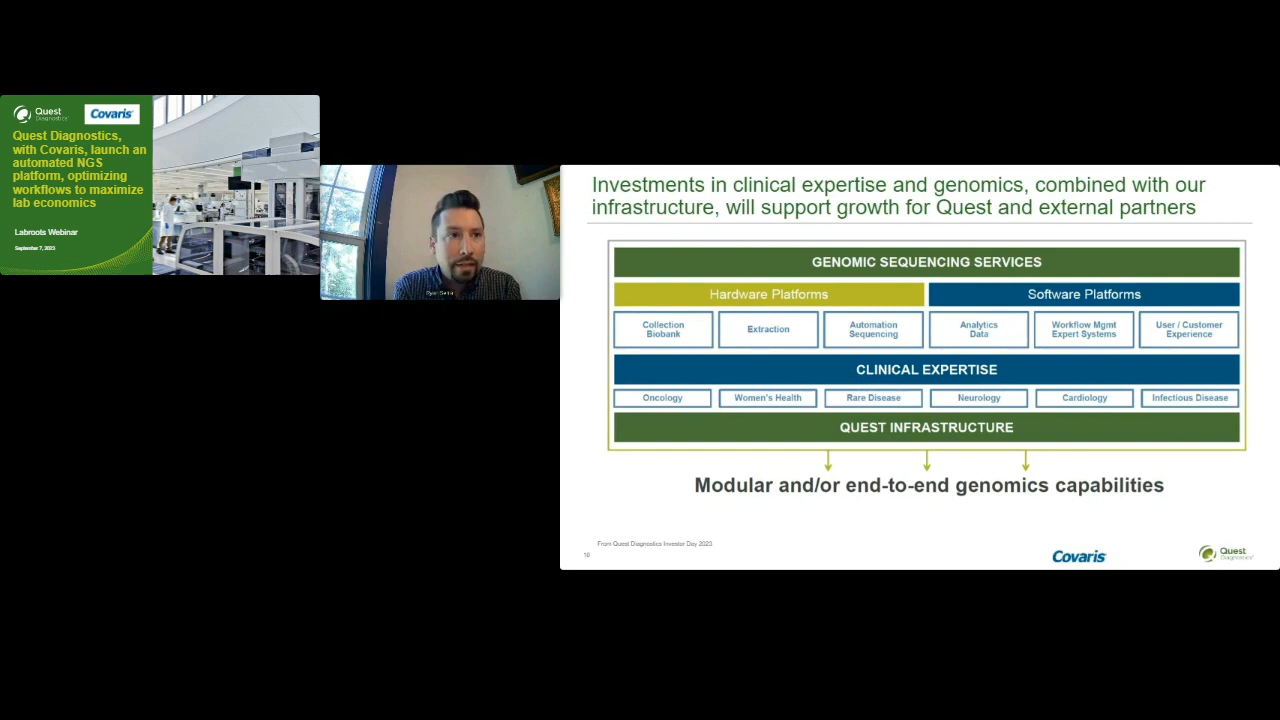 Quest
Diagnostics
Covaris
Quest Diagnostics,
with Covaris, launch an
automated NGS
platform, optimizing
workflows to maximize
lab economics
Labroots Webinar
September 7, 2023
Investments in clinical expertise and genomics, combined with our
infrastructure, will support growth for Quest and external partners
GENOMIC SEQUENCING SERVICES
Hardware Platforms
Software Platforms
Collection
Biobank
Extraction
Automation
Sequencing
Analytics
Data
Workflow Mgmt
Expert Systems
User / Customer
Experience
CLINICAL EXPERTISE
Oncology
Women's Health
Rare Disease
Neurology
Cardiology
Infectious Disease
QUEST INFRASTRUCTURE
Modular and/or end-to-end genomics capabilities
From Quest Diagnostics Investor Day 2023
10
Covaris
Quest
Diagnostics